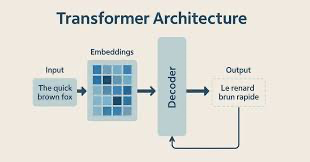 Transformer Architecture
Embeddings
Input
The quick
brown fox
Decoder
Output
Le renard
brun rapide